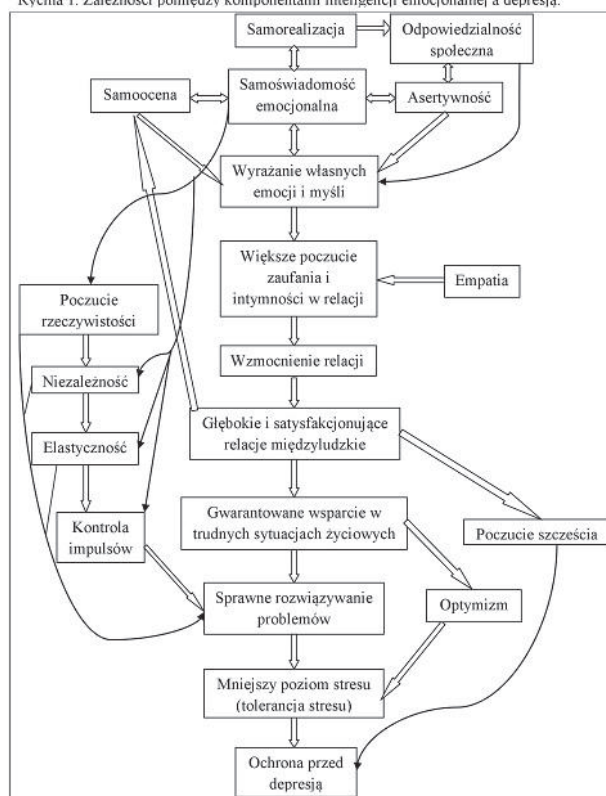 Rycina 1. Zależności pomiędzy komponentami inteligencji emocjonalnej a depresją.
Samorealizacja
Odpowiedzialność
społeczna
Samoocena
Samoświadomość
emocjonalna
Asertywność
Wyrażanie własnych
emocji i myśli
Większe poczucie
zaufania i
intymności w relacji
Empatia
Poczucie
rzeczywistości
Wzmocnienie relacji
Niezależność
Głębokie i satysfakcjonujące
relacje międzyludzkie
Elastyczność
Gwarantowane wsparcie w
trudnych sytuacjach życiowych
Kontrola
impulsów
Poczucie szczęścia
Sprawne rozwiązywanie
problemów
Optymizm
Mniejszy poziom stresu
(tolerancja stresu)
Ochrona przed
depresją